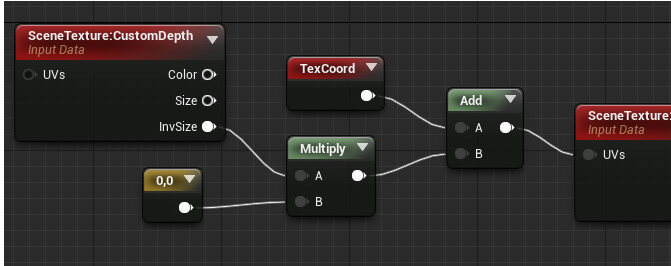 SceneTexture:CustomDepth
Input Data
UVs
Color
Size
InvSize
TexCoord
Multiply
A
B
0,0
Add
A
B
SceneTexture:
Input Data
UVs